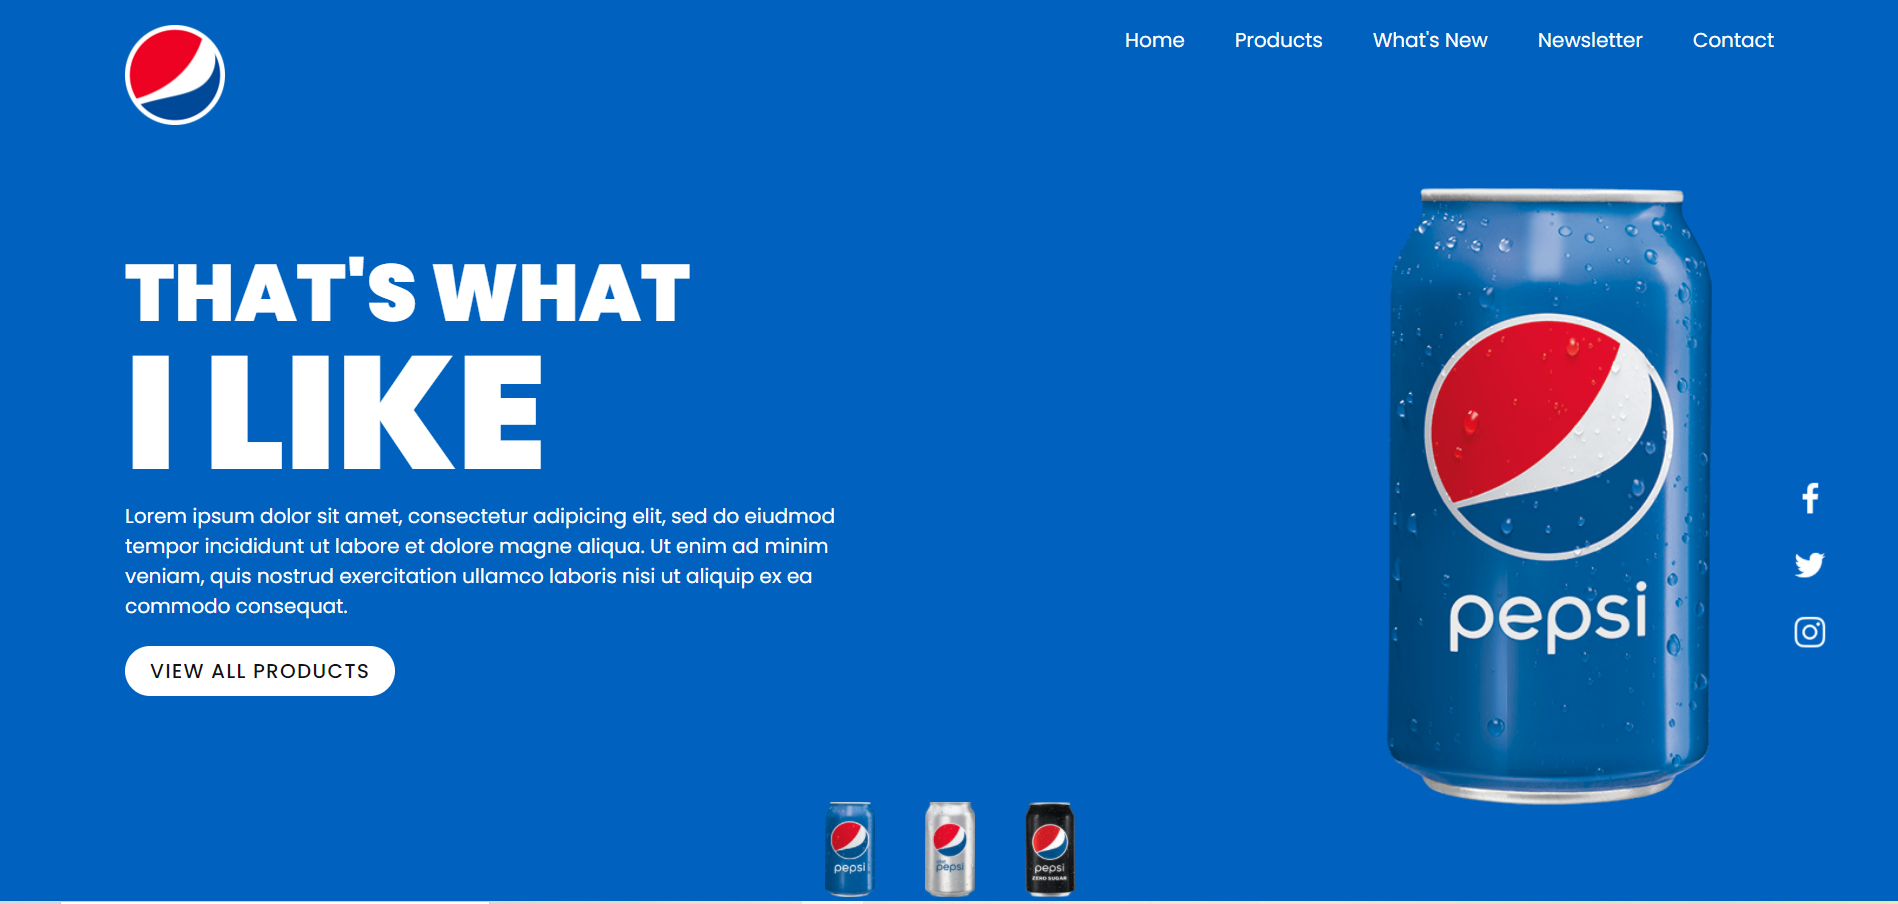 Home Products What's New Newsletter Contact
THAT'S WHAT
I LIKE
Lorem ipsum dolor sit amet, consectetur adipicing elit, sed do eiudmod
tempor incididunt ut labore et dolore magne aliqua. Ut enim ad minim
veniam, quis nostrud exercitation ullamco laboris nisi ut aliquip ex ea
commodo consequat.
VIEW ALL PRODUCTS
pepsi
pepsi
pepsi
pepsi
ZERO SUGAR